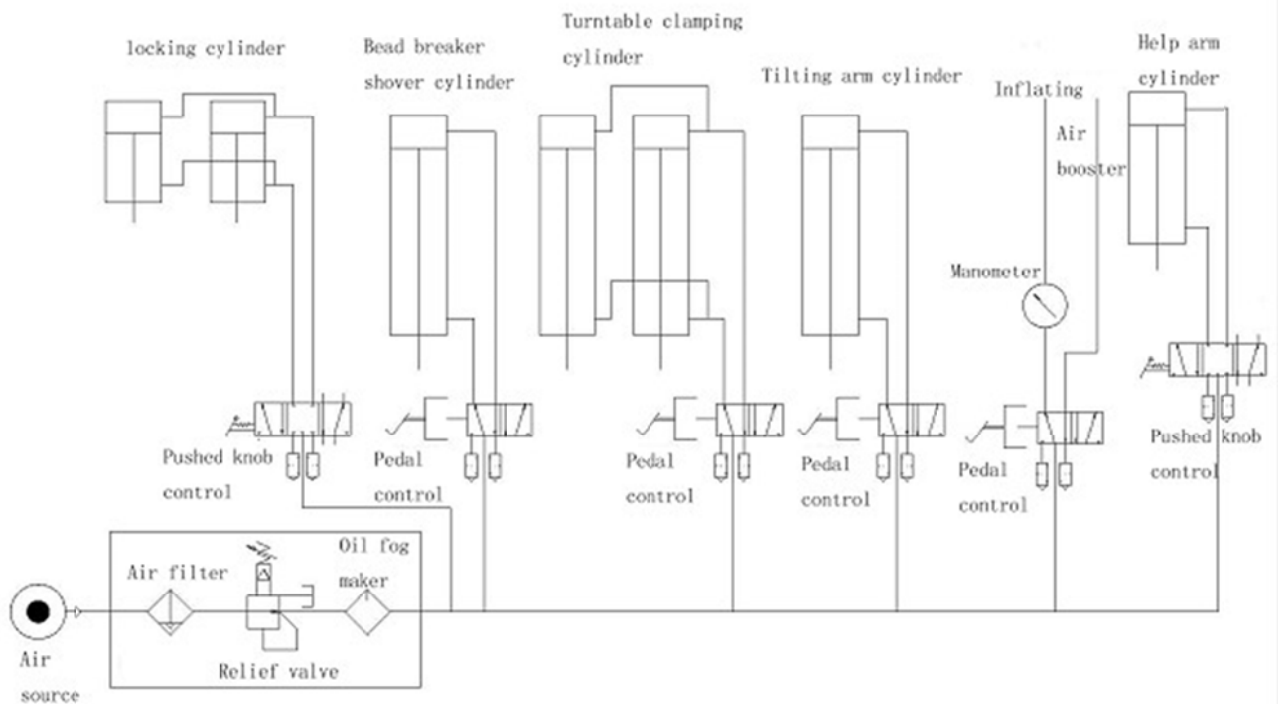 locking cylinder
Bead breaker
shover cylinder
Turntable clamping
cylinder
Tilting arm cylinder
Inflating
Air
booster
Help arm
cylinder
Manometer
Pushed knob
control
Pedal
control
Pedal
control
Pedal
control
Pedal
control
Pushed knob
control
Air filter
Oil fog
maker
Relief valve
Air
source